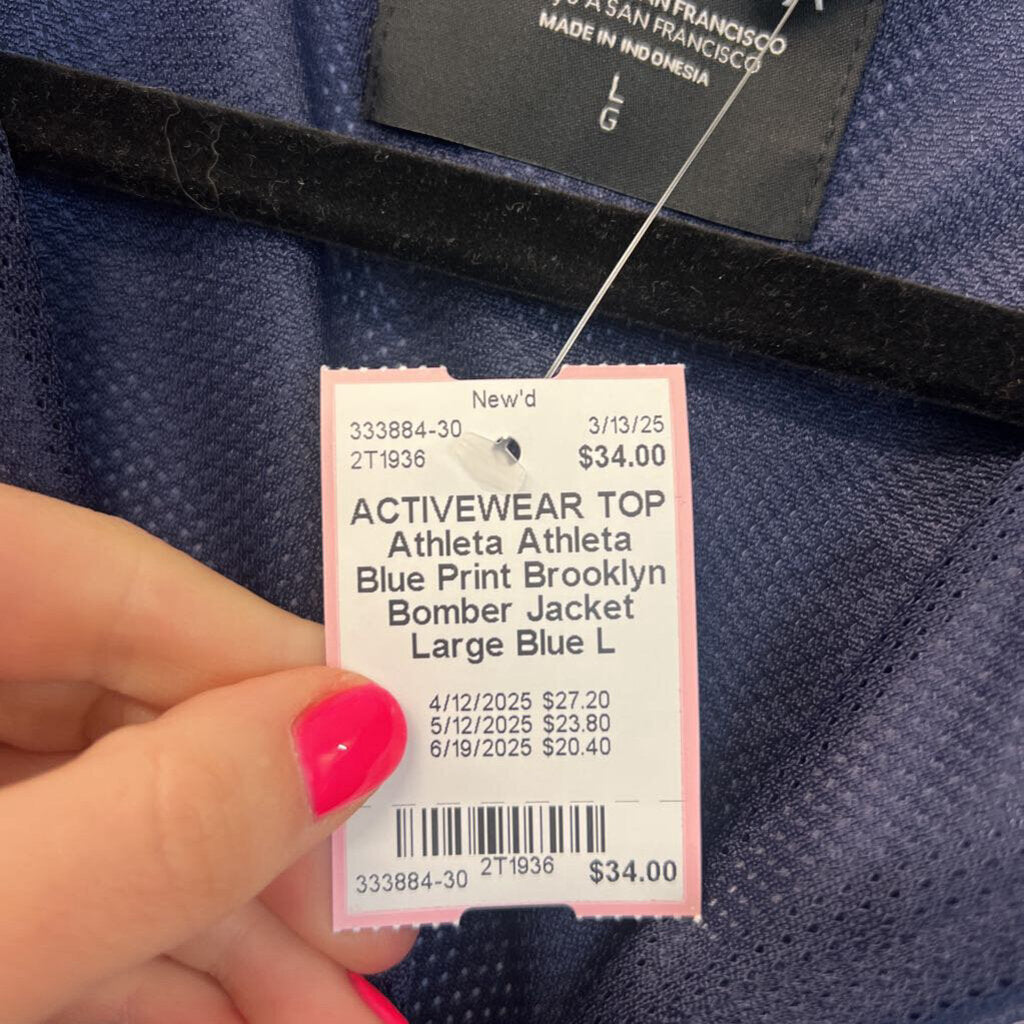 SAN FRANCISCO
MADE IN INDONESIA
L
G
New'd
333884-30 3/13/25
2T1936 $34.00
ACTIVEWEAR TOP
Athleta Athleta
Blue Print Brooklyn
Bomber Jacket
Large Blue L
4/12/2025 $27.20
5/12/2025 $23.80
6/19/2025 $20.40
333884-30 2T1936 $34.00